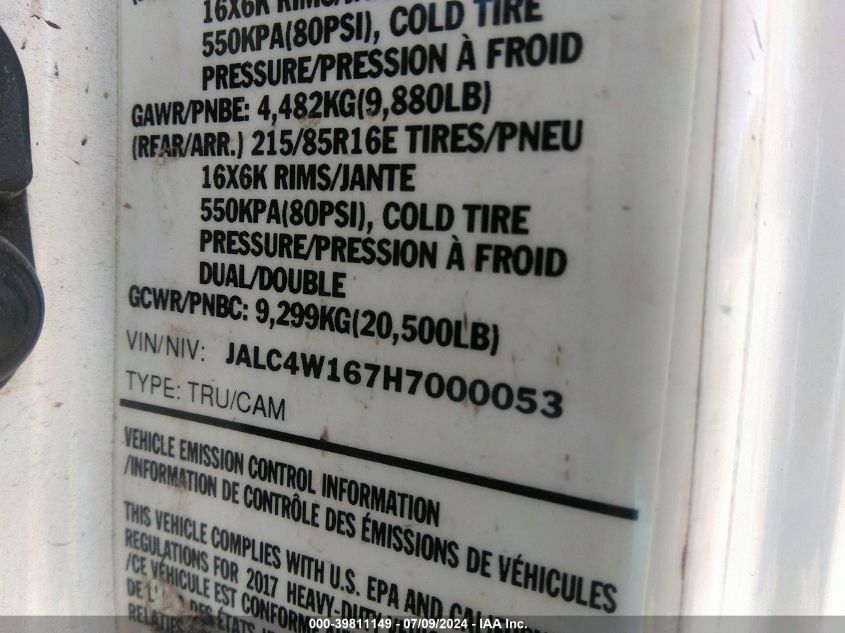 16X6K RIMS/JANTE
550KPA(80PSI), COLD TIRE
PRESSURE/PRESSION À FROID
GAWR/PNBE: 4,482KG(9,880LB)
(REAR/ARR.) 215/85R16E TIRES/PNEU
16X6K RIMS/JANTE
550KPA(80PSI), COLD TIRE
PRESSURE/PRESSION À FROID
DUAL/DOUBLE
GCWR/PNBC: 9,299KG(20,500LB)
VIN/NIV: JALC4W167H7000053
TYPE: TRU/CAM
VEHICLE EMISSION CONTROL INFORMATION
/INFORMATION DE CONTRÔLE DES ÉMISSIONS DE VÉHICULES
THIS VEHICLE COMPLIES WITH U.S. EPA AND
REGULATIONS FOR 2017 HEAVY-DUTY
/CE VÉHICULE EST CONFORME
DE L' DES ÉTATS
RELATIFS
000-39811149 - 07/09/2024 - IAA Inc.